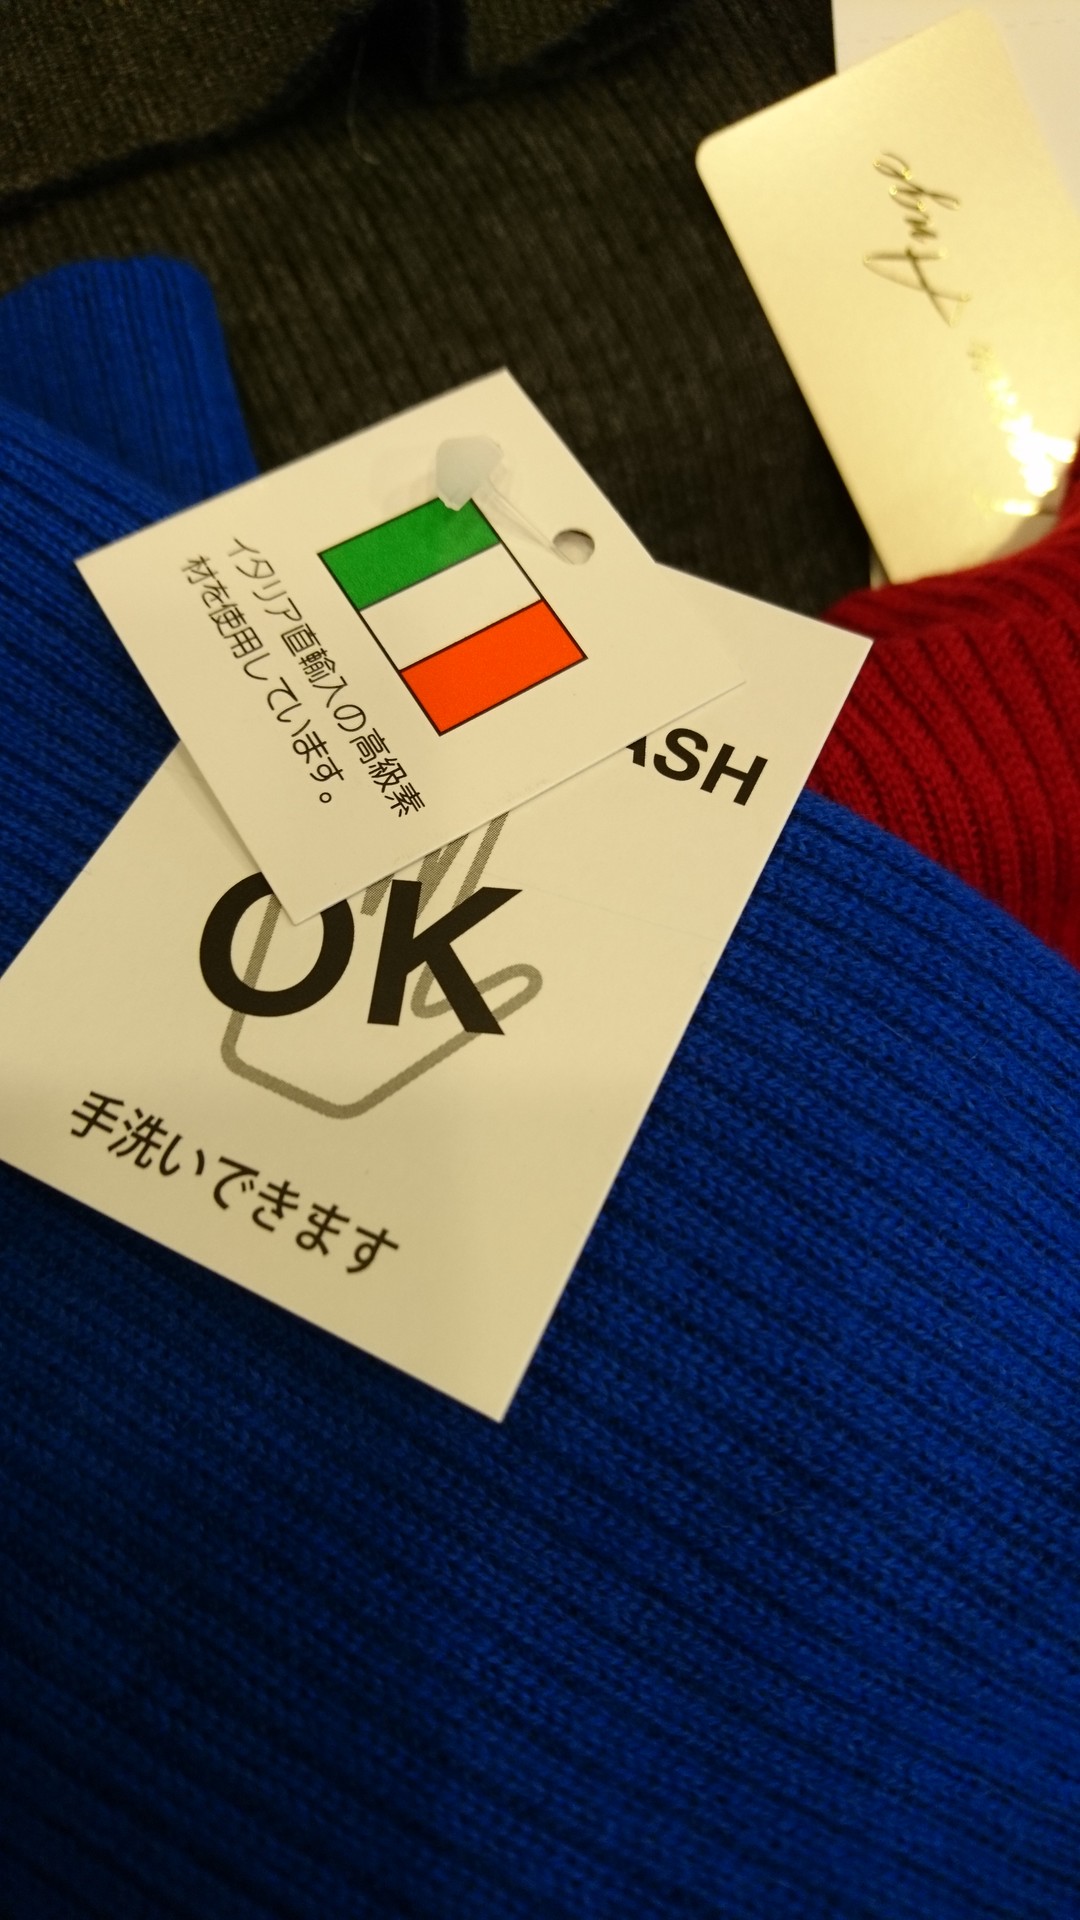 イタリア直輸入の高級素
材を使用しています。
ASH
OK
手洗いできます